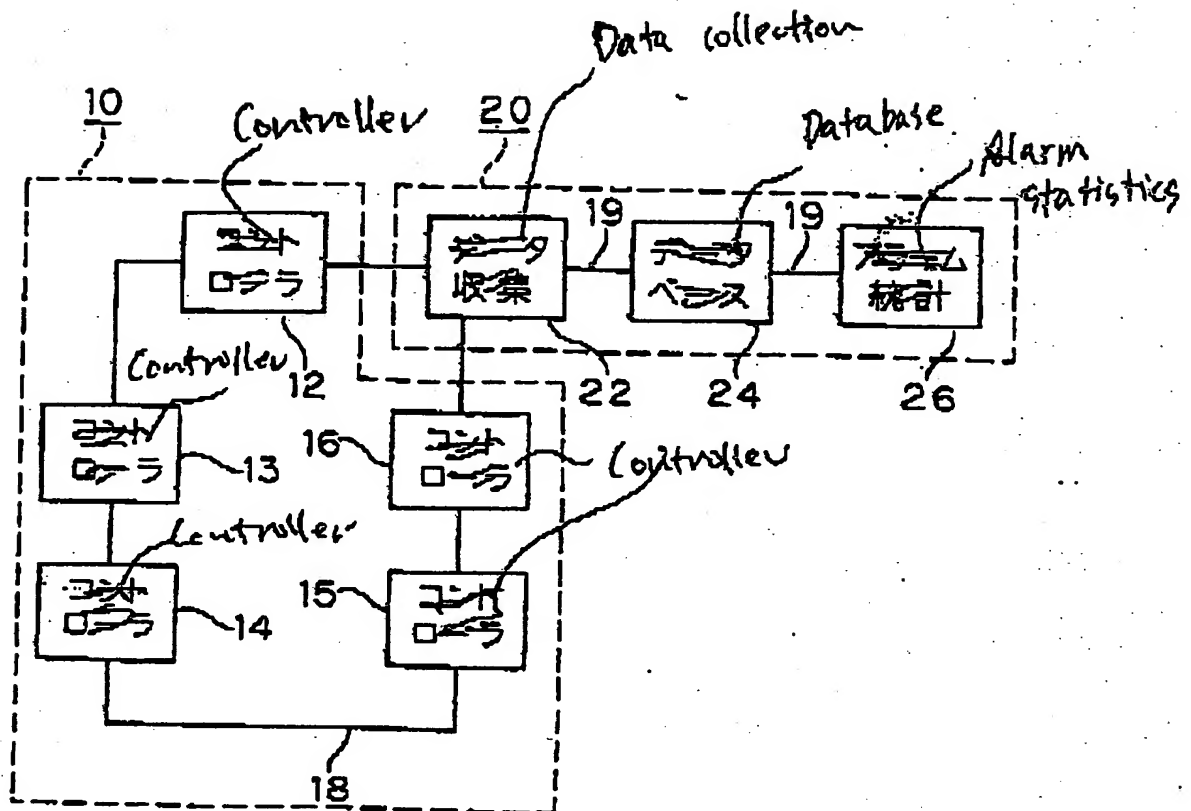 Data collection
10
Controller
20
Database
Alarm
statistics
コント
ローラ
データ
収集
19
データ
ベース
19
アラーム
統計
12
22
24
26
Controller
コント
ローラ
13
16
コント
ローラ
Controller
Controller
コント
ローラ
14
15
コント
ローラ
18